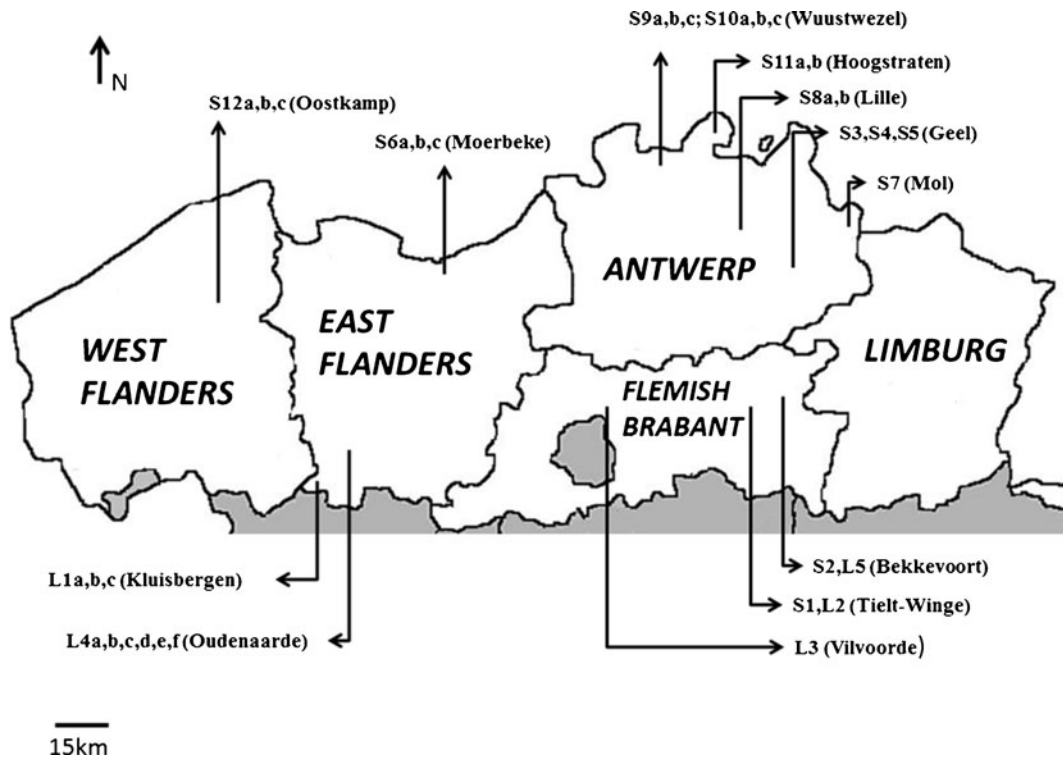 S9a,b,c; S10a,b,c (Wuustwezel)
N
S11a,b (Hoogstraten)
S12a,b,c (Oostkamp)
S8a,b (Lille)
S6a,b,c (Moerbeke)
S3,S4,S5 (Geel)
S7 (Mol)
ANTWERP
WEST
FLANDERS
EAST
FLANDERS
LIMBURG
FLEMISH
BRABANT
L1a,b,c (Kluisbergen)
S2,L5 (Bekkevoort)
S1,L2 (Tielt-Winge)
L4a,b,c,d,e,f (Oudenaarde)
L3 (Vilvoorde)
15km